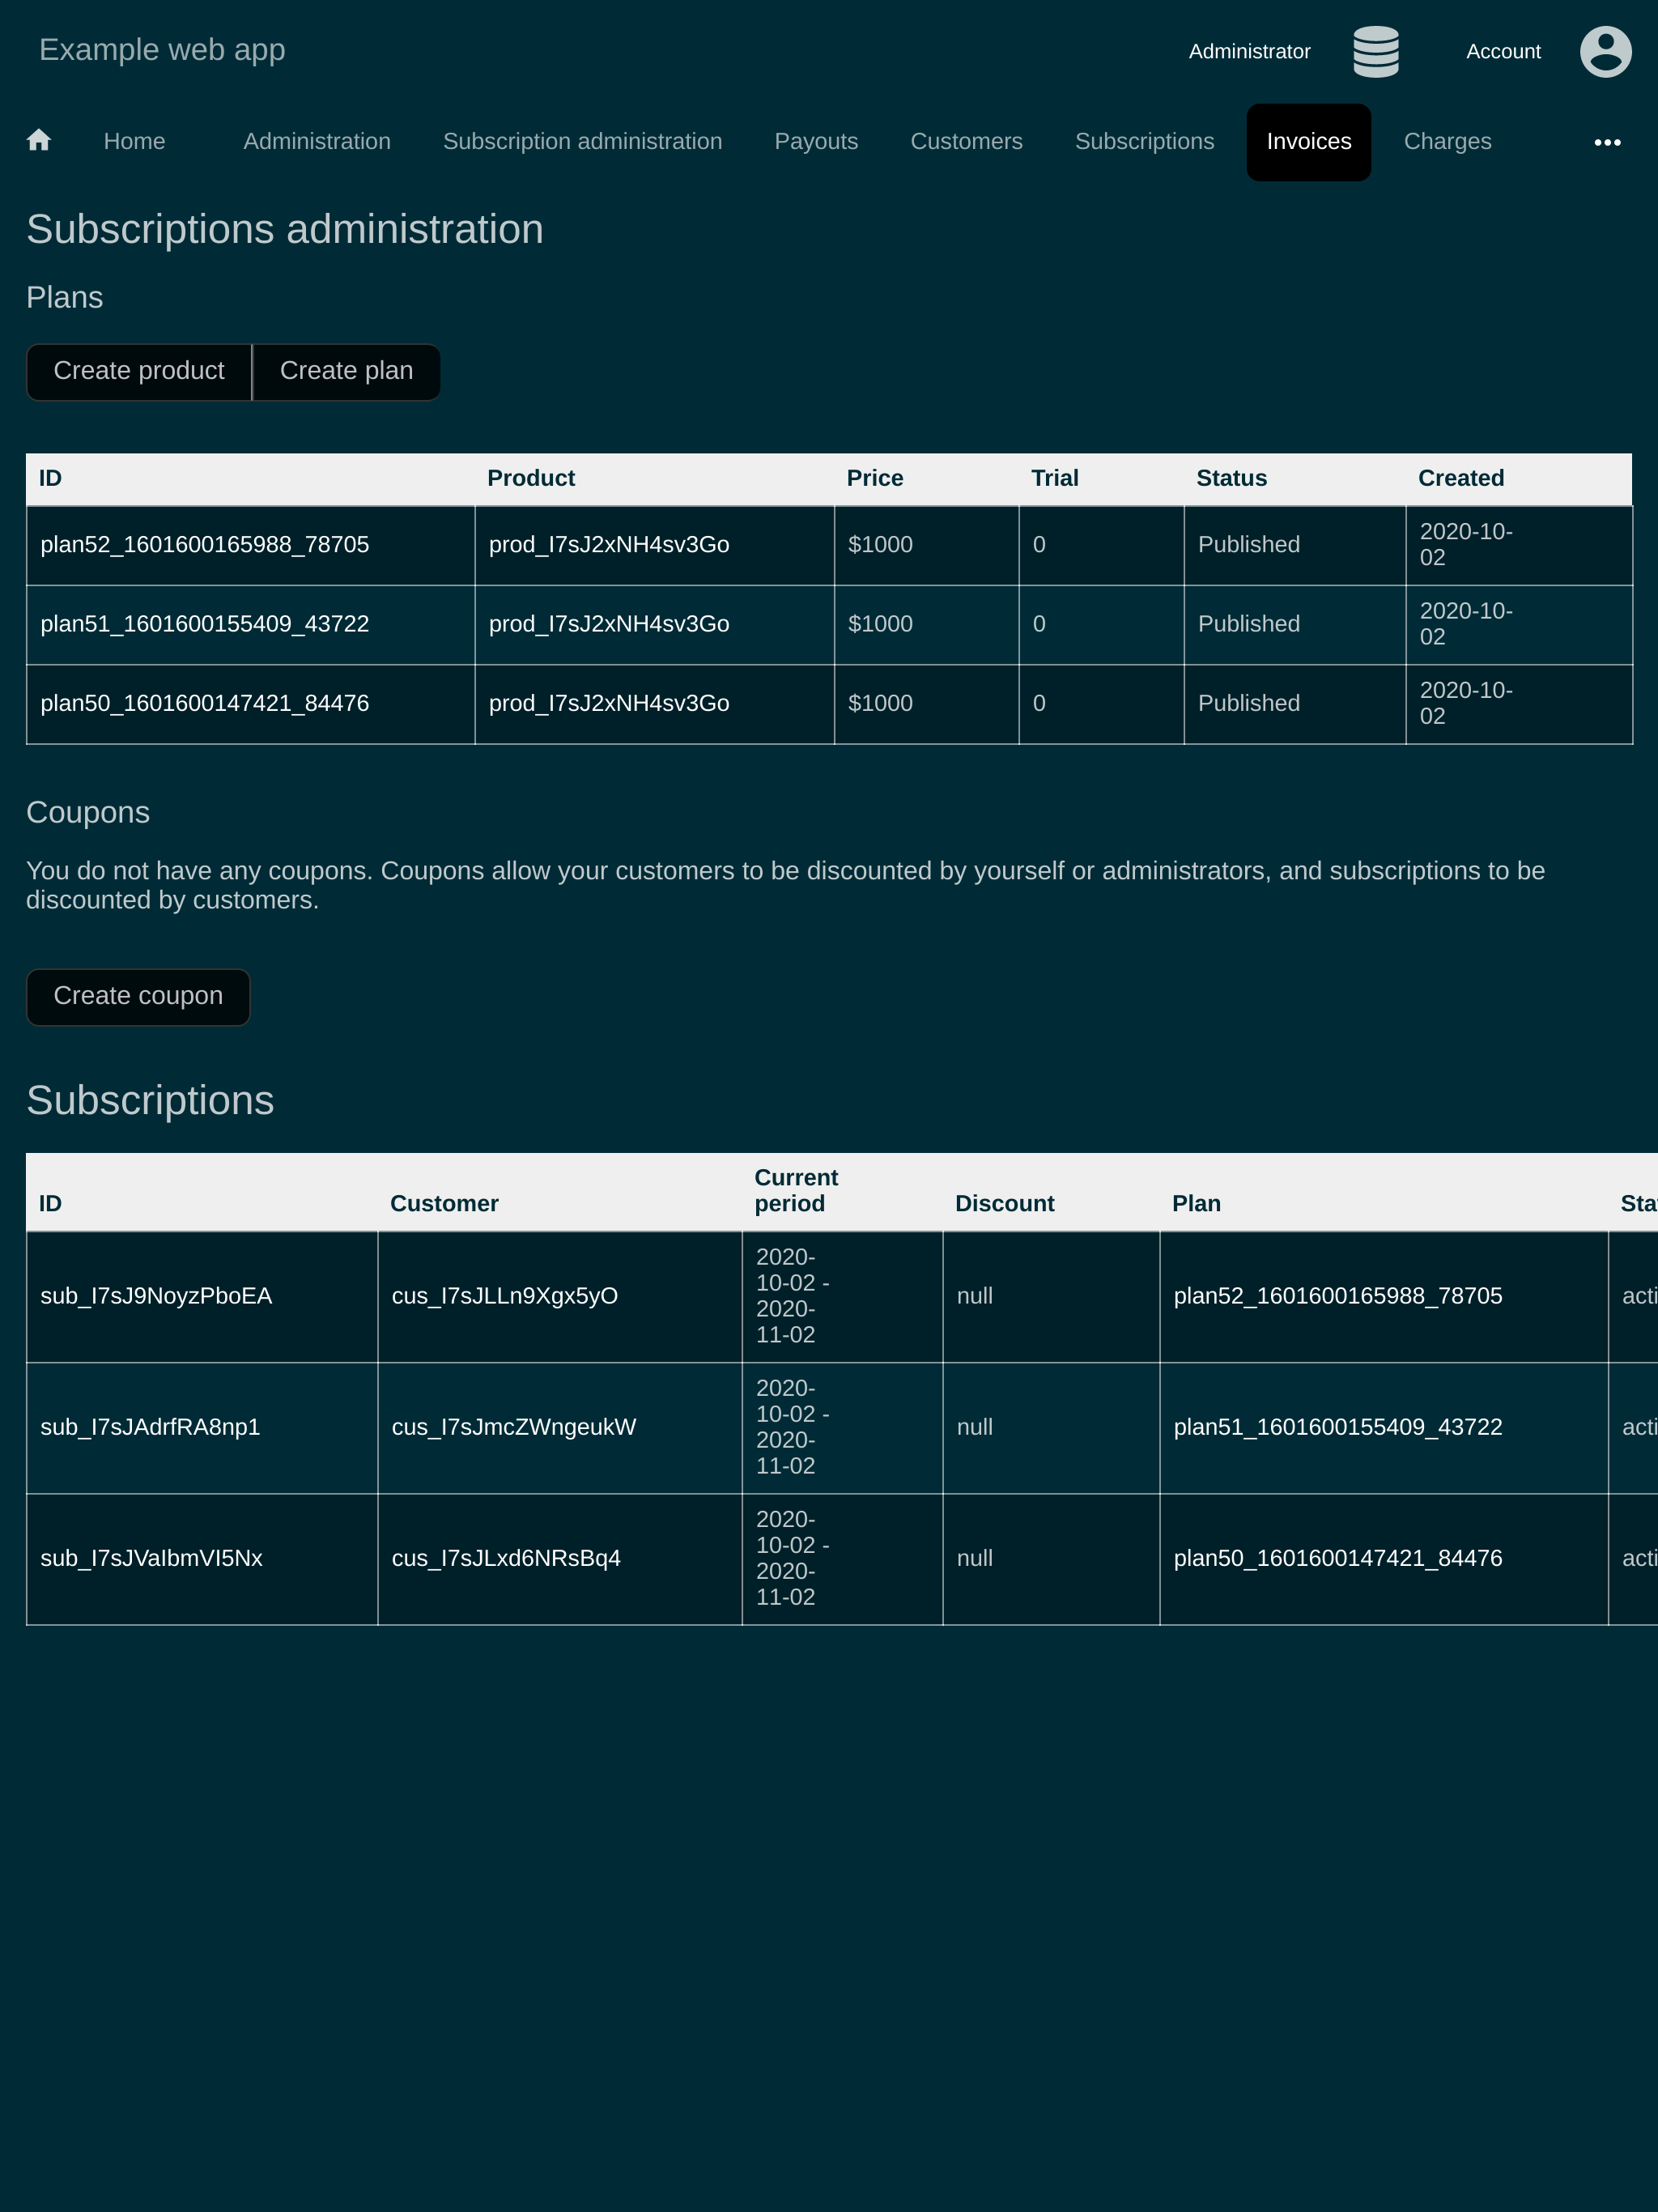 Example web app
Administrator Account
Home Administration Subscription administration Payouts Customers Subscriptions Invoices Charges
Subscriptions administration
Plans
Create product Create plan
ID Product Price Trial Status Created
plan52_1601600165988_78705 prod_I7sJ2xNH4sv3Go $1000 0 Published 2020-10-
02
plan51_1601600155409_43722 prod_I7sJ2xNH4sv3Go $1000 0 Published 2020-10-
02
plan50_1601600147421_84476 prod_I7sJ2xNH4sv3Go $1000 0 Published 2020-10-
02
Coupons
You do not have any coupons. Coupons allow your customers to be discounted by yourself or administrators, and subscriptions to be
discounted by customers.
Create coupon
Subscriptions
ID Customer Current
period Discount Plan Sta
sub_I7sJ9NoyzPboEA cus_I7sJLLn9Xgx5yO 2020-
10-02 -
2020-
11-02 null plan52_1601600165988_78705 acti
sub_I7sJAdrfRA8np1 cus_I7sJmcZWngeukW 2020-
10-02 -
2020-
11-02 null plan51_1601600155409_43722 acti
sub_I7sJVaIbmVI5Nx cus_I7sJLxd6NRsBq4 2020-
10-02 -
2020-
11-02 null plan50_1601600147421_84476 acti